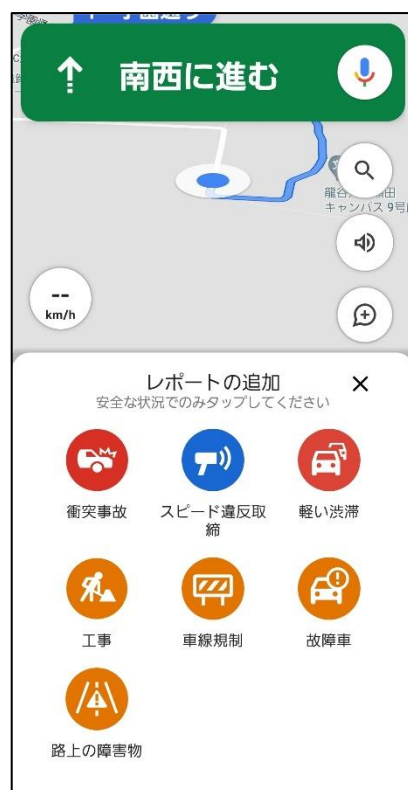 南西に進む
龍谷
田
キャンパス 9号
--
km/h
レポートの追加
安全な状況でのみタップしてください
衝突事故
スピード違反取
締
軽い渋滞
工事
車線規制
故障車
路上の障害物